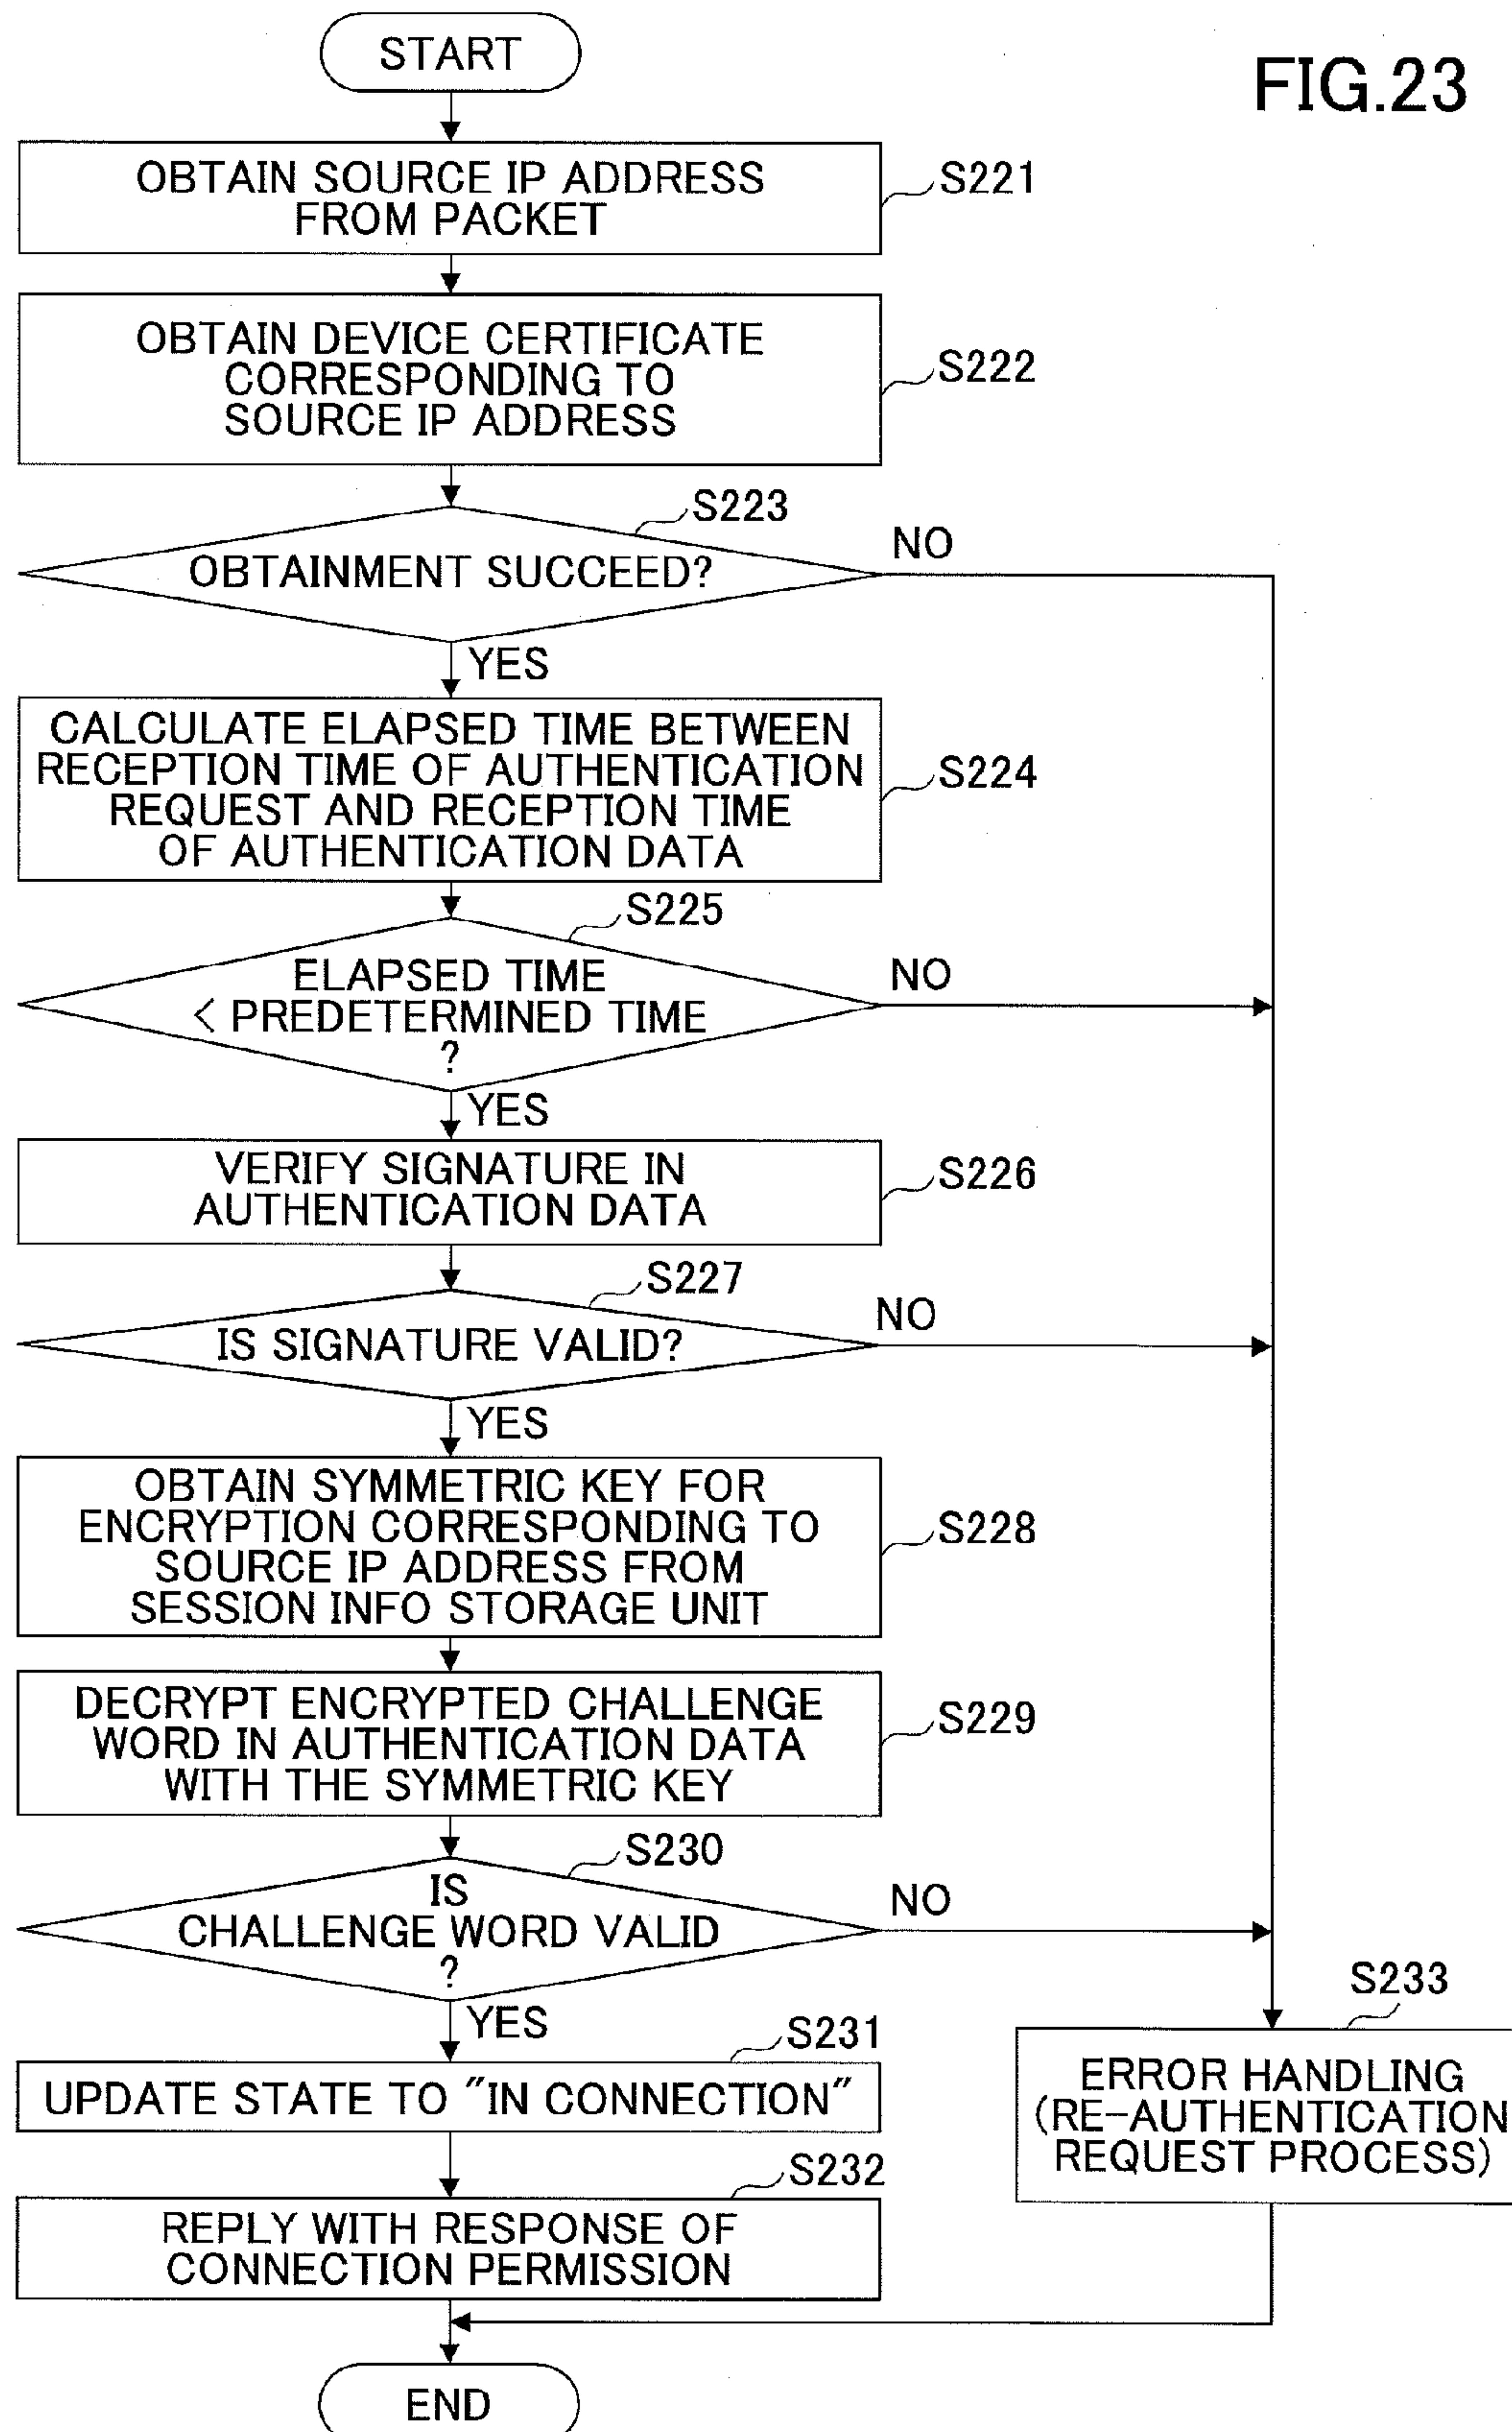 START
FIG.23
OBTAIN SOURCE IP ADDRESS
FROM PACKET
S221
OBTAIN DEVICE CERTIFICATE
CORRESPONDING TO
SOURCE IP ADDRESS
S222
S223
OBTAINMENT SUCCEED?
NO
YES
CALCULATE ELAPSED TIME BETWEEN
RECEPTION TIME OF AUTHENTICATION
REQUEST AND RECEPTION TIME
OF AUTHENTICATION DATA
S224
S225
ELAPSED TIME
< PREDETERMINED TIME
?
NO
YES
VERIFY SIGNATURE IN
AUTHENTICATION DATA
S226
S227
IS SIGNATURE VALID?
NO
YES
OBTAIN SYMMETRIC KEY FOR
ENCRYPTION CORRESPONDING TO
SOURCE IP ADDRESS FROM
SESSION INFO STORAGE UNIT
S228
DECRYPT ENCRYPTED CHALLENGE
WORD IN AUTHENTICATION DATA
WITH THE SYMMETRIC KEY
S229
S230
IS
CHALLENGE WORD VALID
?
NO
YES
S231
UPDATE STATE TO "IN CONNECTION"
S232
REPLY WITH RESPONSE OF
CONNECTION PERMISSION
S233
ERROR HANDLING
(RE-AUTHENTICATION
REQUEST PROCESS)
END